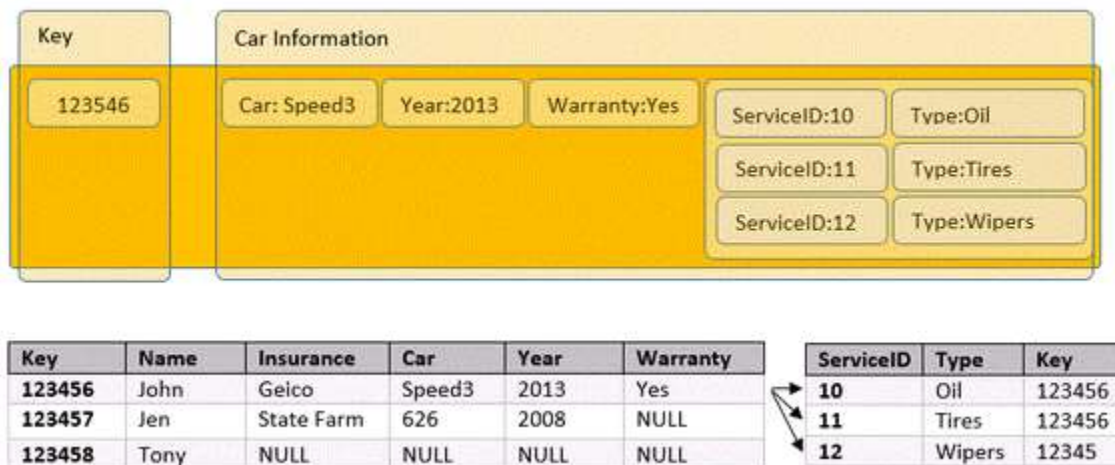 Key Car Information
123546 Car: Speed3 Year:2013 Warranty:Yes
ServiceID:10 Type:Oil
ServiceID:11 Type:Tires
ServiceID:12 Type:Wipers
Key Name Insurance Car Year Warranty ServiceID Type Key
123456 John Geico Speed3 2013 Yes 10 Oil 123456
123457 Jen State Farm 626 2008 NULL 11 Tires 123456
123458 Tony NULL NULL NULL NULL 12 Wipers 12345